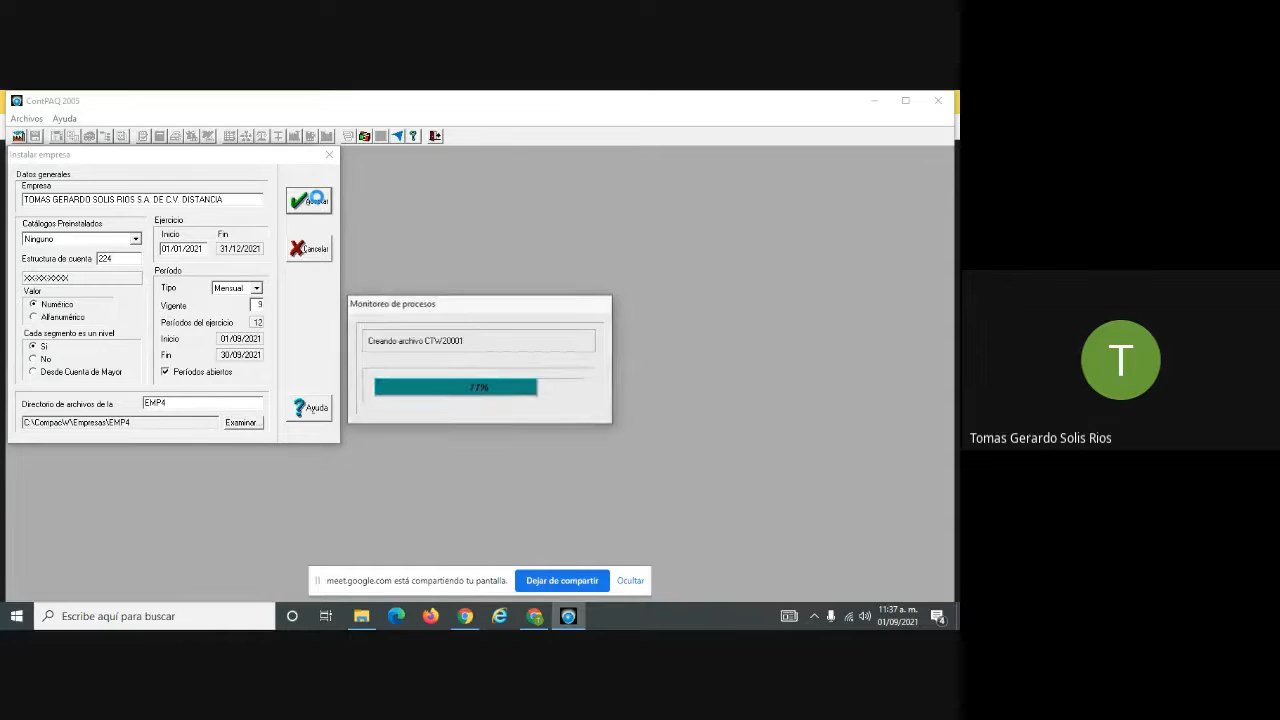 ContPAQ 2005
Archivos Ayuda
Instalar empresa
Datos generales
Empresa
TOMAS GERARDO SOLIS RIOS S.A. DE C.V. DISTANCIA
Catálogos Preinstalados
Ninguno
Estructura de cuenta 224
XX-XX-XXXX
Valor
Numérico
Alfanumérico
Cada segmento es un nivel
Si
No
Desde Cuenta de Mayor
Ejercicio
Inicio Fin
01/01/2021 31/12/2021
Período
Tipo Mensual
Vigente 9
Períodos del ejercicio 12
Inicio 01/09/2021
Fin 30/09/2021
Períodos abiertos
Directorio de archivos de la EMP4
C:\CompacW\Empresas\EMP4 Examinar...
Cancelar
Ayuda
Monitoreo de procesos
Creando archivo CTW20001
77%
meet.google.com está compartiendo tu pantalla. Dejar de compartir Ocultar
Escribe aquí para buscar
11:37 a. m.
01/09/2021
4
T
Tomas Gerardo Solis Rios